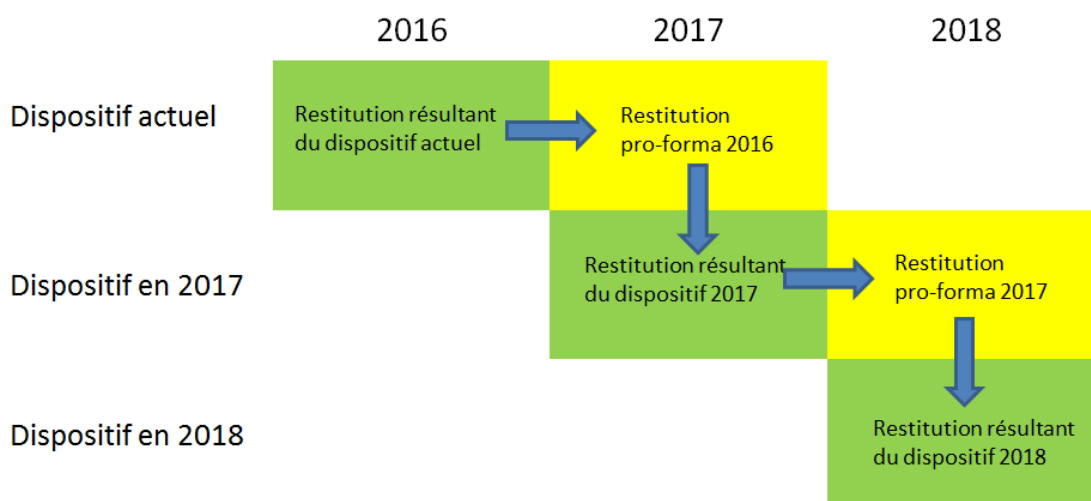 2016
2017
2018
Dispositif actuel
Restitution résultant
du dispositif actuel
Restitution
pro-forma 2016
Dispositif en 2017
Restitution résultant
du dispositif 2017
Restitution
pro-forma 2017
Dispositif en 2018
Restitution résultant
du dispositif 2018